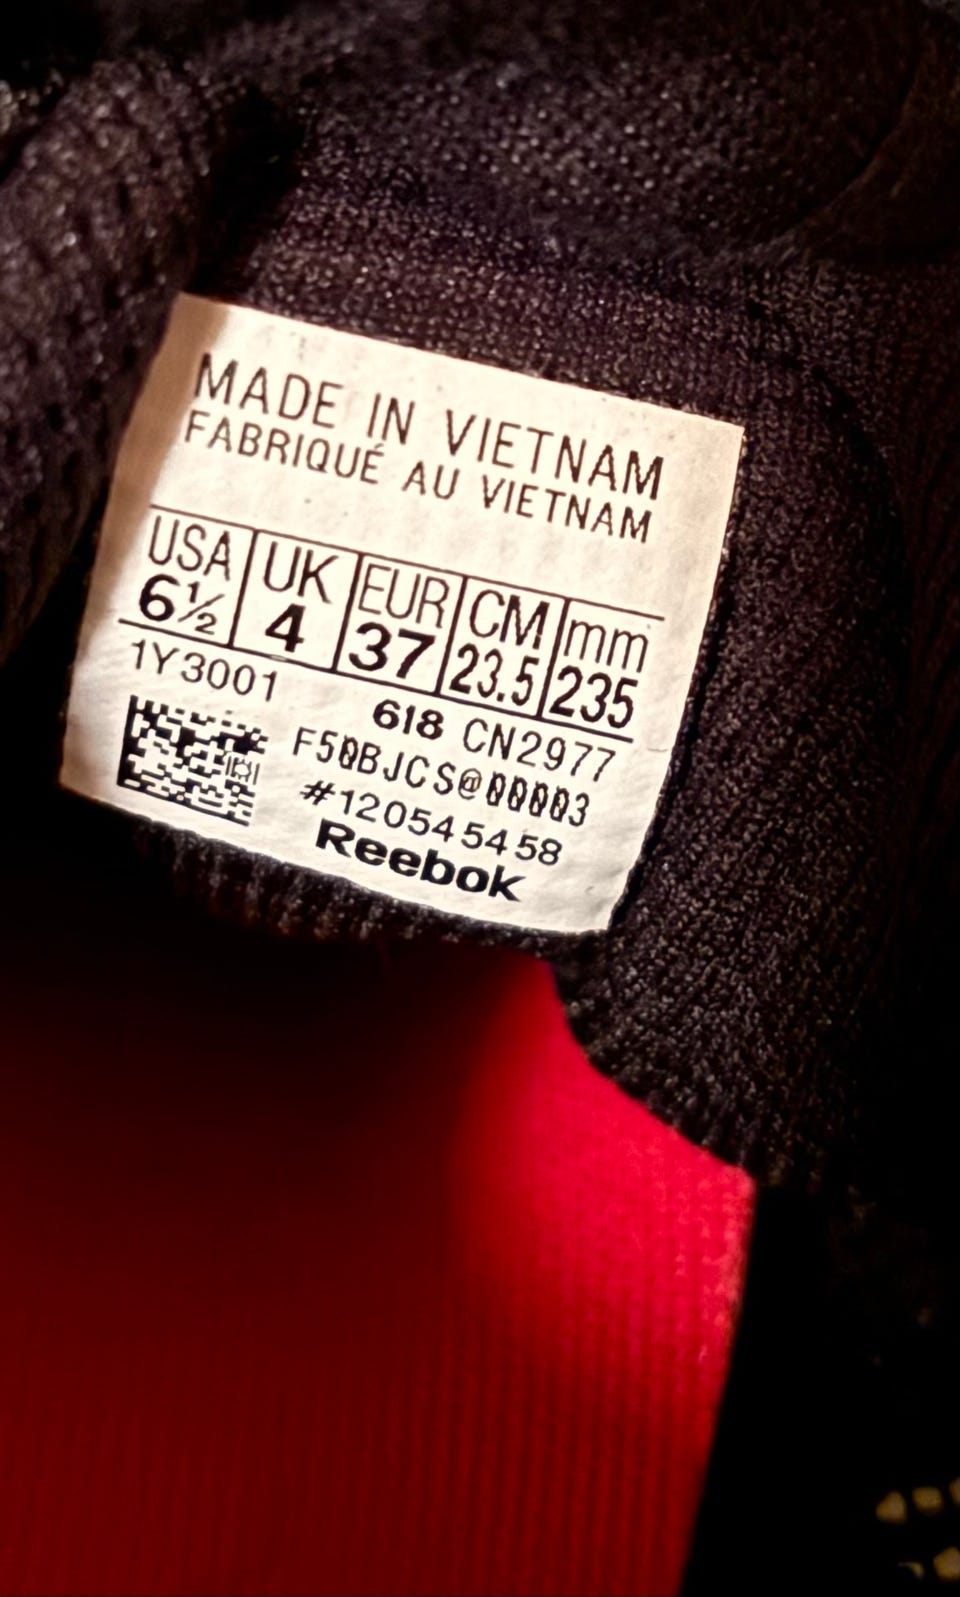 MADE IN VIETNAM
FABRIQUÉ AU VIETNAM
USA UK EUR CM mm
6½ 4 37 23.5 235
1Y3001 618 CN2977
F50BJCS@00003
#120545458
Reebok